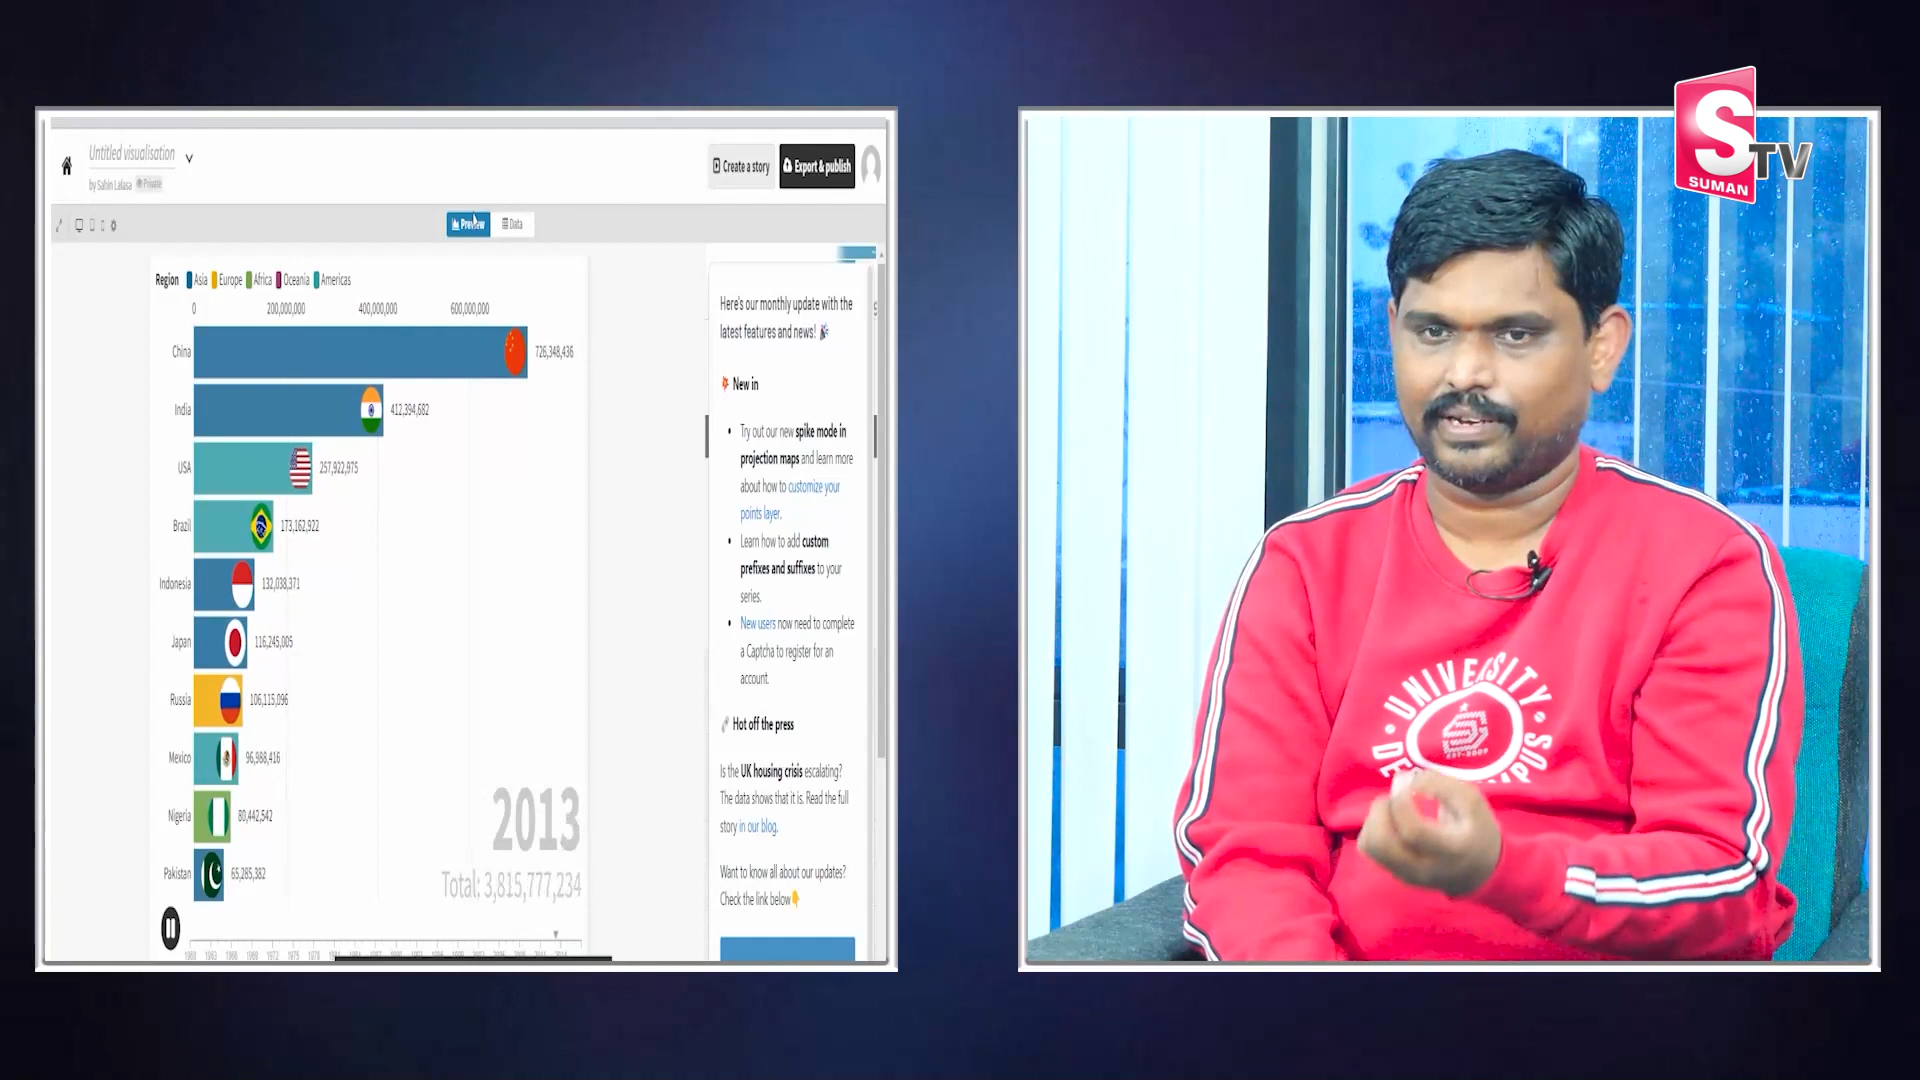 Untitled visualisation
by Sahin Lalasa Private
Create a story
Export & publish
Preview
Data
Region Asia Europe Africa Oceania Americas
0 200,000,000 400,000,000 600,000,000
China 726,348,436
India 412,394,682
USA 257,922,975
Brazil 173,162,922
Indonesia 132,038,371
Japan 116,245,005
Russia 106,115,096
Mexico 96,988,416
Nigeria 80,442,542
Pakistan 65,285,382
2013
Total: 3,815,777,234
1960 1963 1966 1969 1972 1975 1978
Here's our monthly update with the
latest features and news!
New in
Try out our new spike mode in
projection maps and learn more
about how to customize your
points layer.
Learn how to add custom
prefixes and suffixes to your
series.
New users now need to complete
a Captcha to register for an
account.
Hot off the press
Is the UK housing crisis escalating?
The data shows that it is. Read the full
story in our blog.
Want to know all about our updates?
Check the link below
S TV
SUMAN
UNIVERSITY